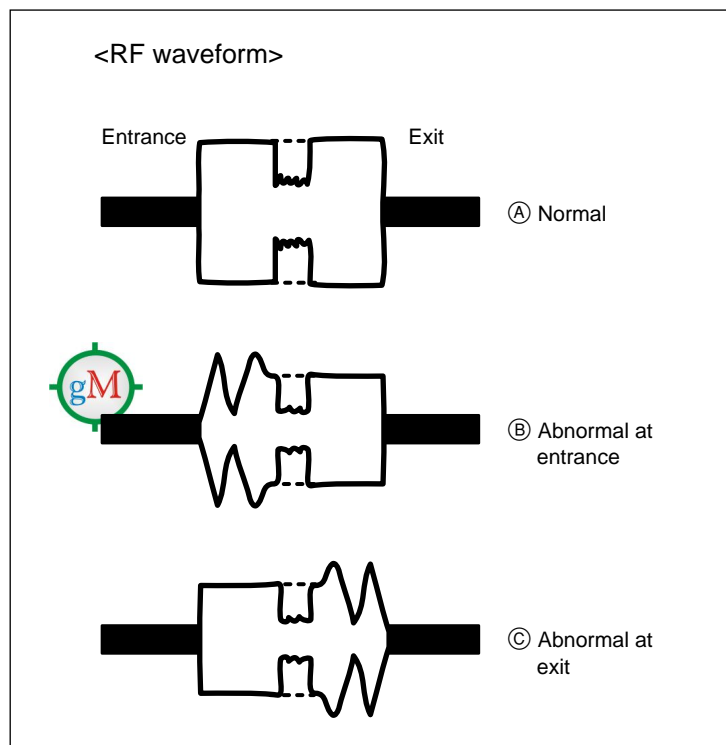 <RF waveform>
Entrance
Exit
Ⓐ Normal
gM
Ⓑ Abnormal at
entrance
Ⓒ Abnormal at
exit